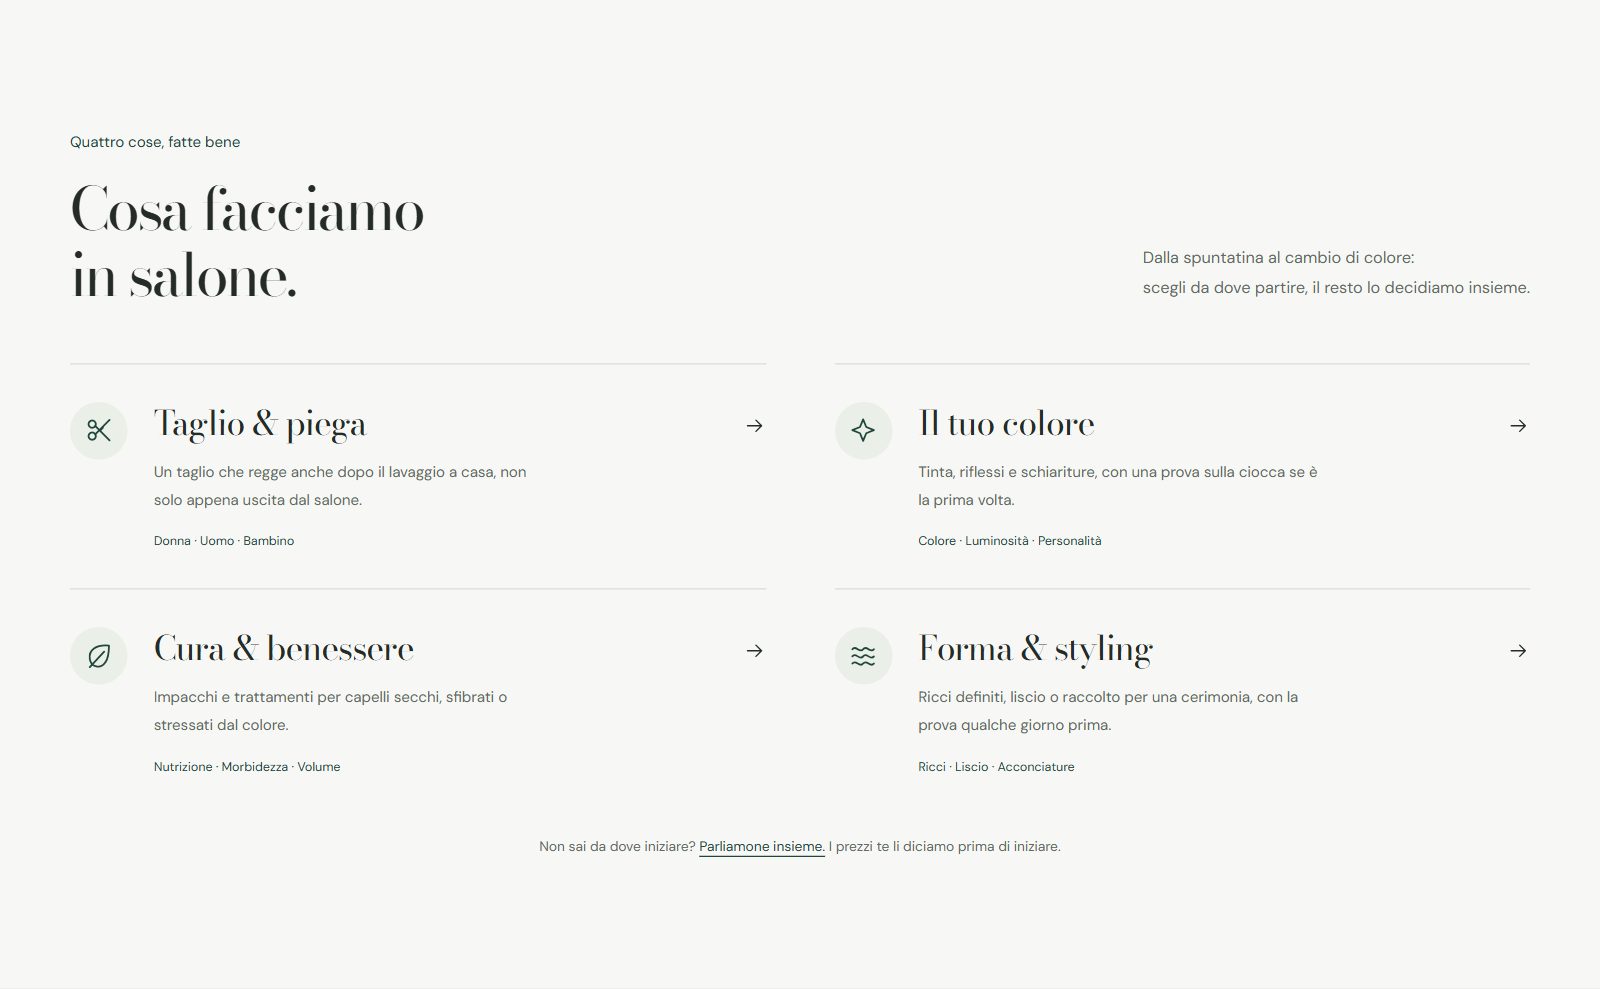 Quattro cose, fatte bene
Cosa facciamo
in salone.
Dalla spuntatina al cambio di colore:
scegli da dove partire, il resto lo decidiamo insieme.
Taglio & piega
Un taglio che regge anche dopo il lavaggio a casa, non
solo appena uscita dal salone.
Donna · Uomo · Bambino
Il tuo colore
Tinta, riflessi e schiariture, con una prova sulla ciocca se è
la prima volta.
Colore · Luminosità · Personalità
Cura & benessere
Impacchi e trattamenti per capelli secchi, sfibrati o
stressati dal colore.
Nutrizione · Morbidezza · Volume
Forma & styling
Ricci definiti, liscio o raccolto per una cerimonia, con la
prova qualche giorno prima.
Ricci · Liscio · Acconciature
Non sai da dove iniziare? Parliamone insieme. I prezzi te li diciamo prima di iniziare.